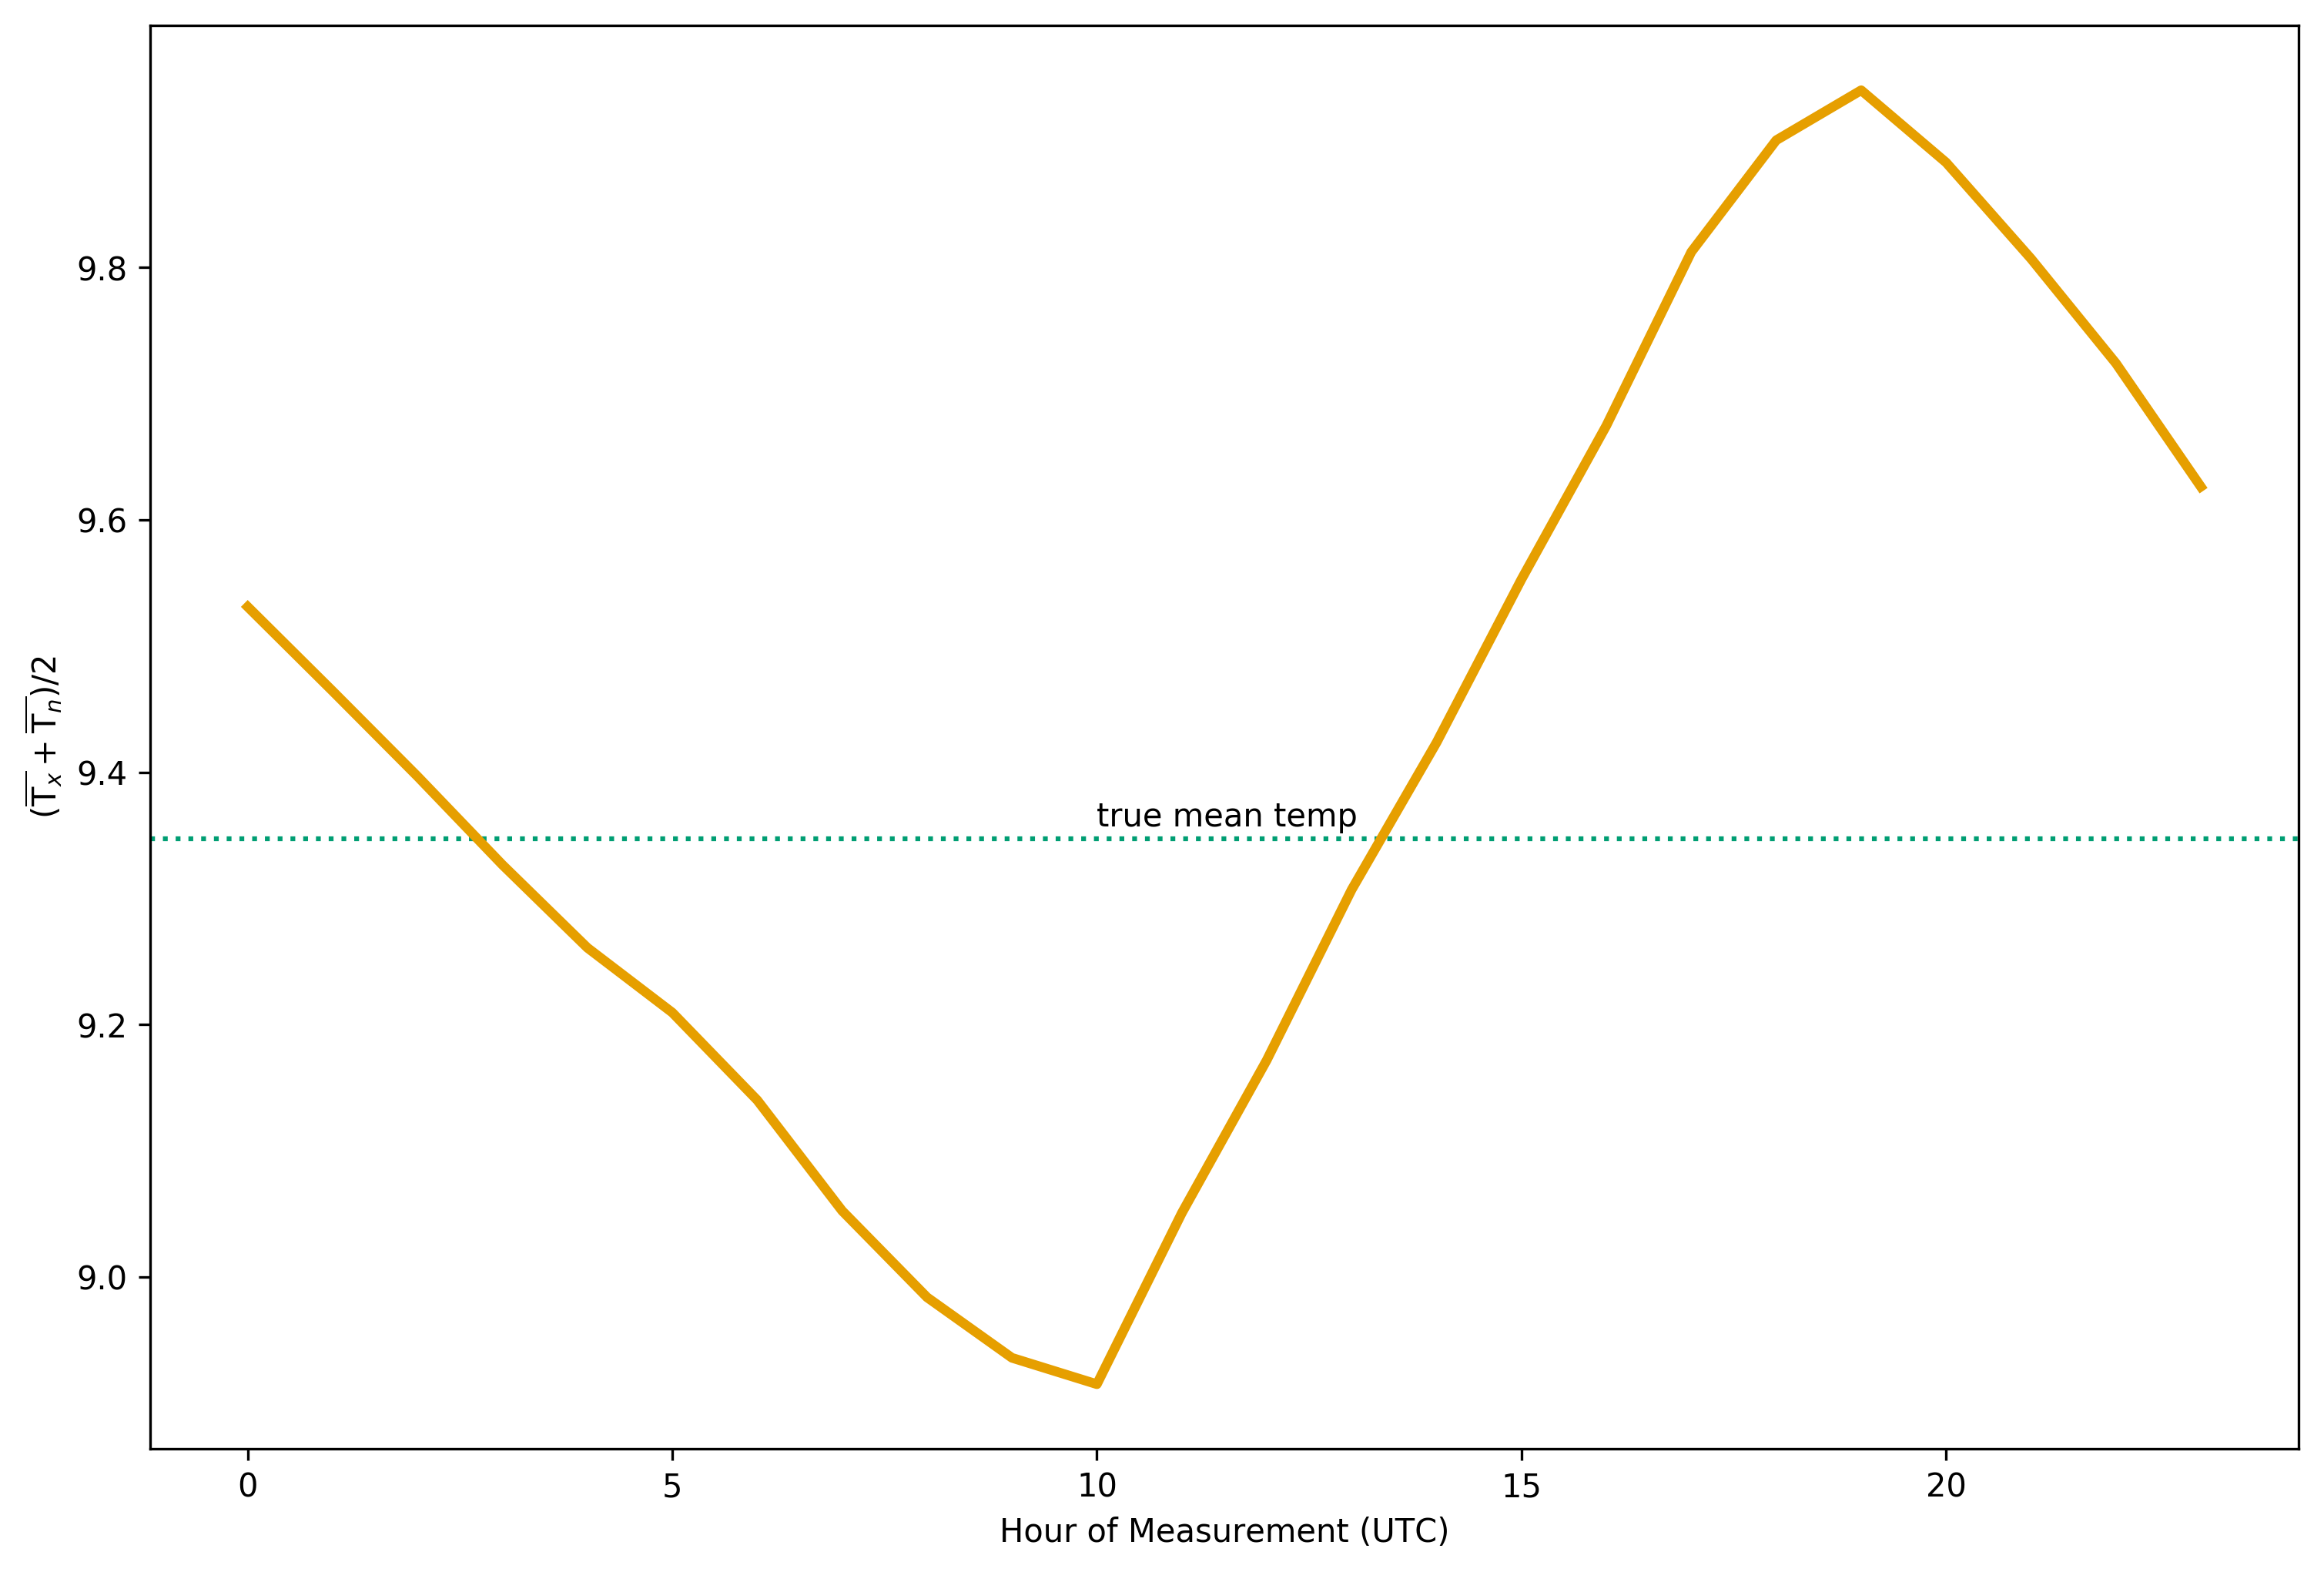 (T̅ₓ + T̅ₙ)/2
9.8
9.6
9.4
9.2
9.0
true mean temp
0 5 10 15 20
Hour of Measurement (UTC)